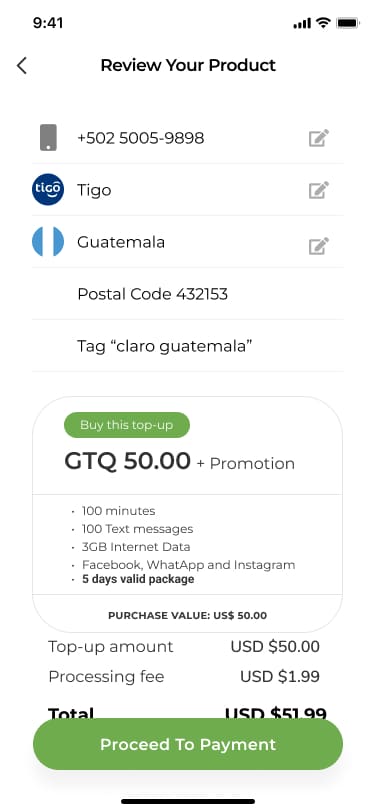 9:41
Review Your Product
+502 5005-9898
tigo Tigo
Guatemala
Postal Code 432153
Tag “claro guatemala”
Buy this top-up
GTQ 50.00 + Promotion
· 100 minutes
· 100 Text messages
· 3GB Internet Data
· Facebook, WhatApp and Instagram
· 5 days valid package
PURCHASE VALUE: US$ 50.00
Top-up amount USD $50.00
Processing fee USD $1.99
Total USD $51.99
Proceed To Payment